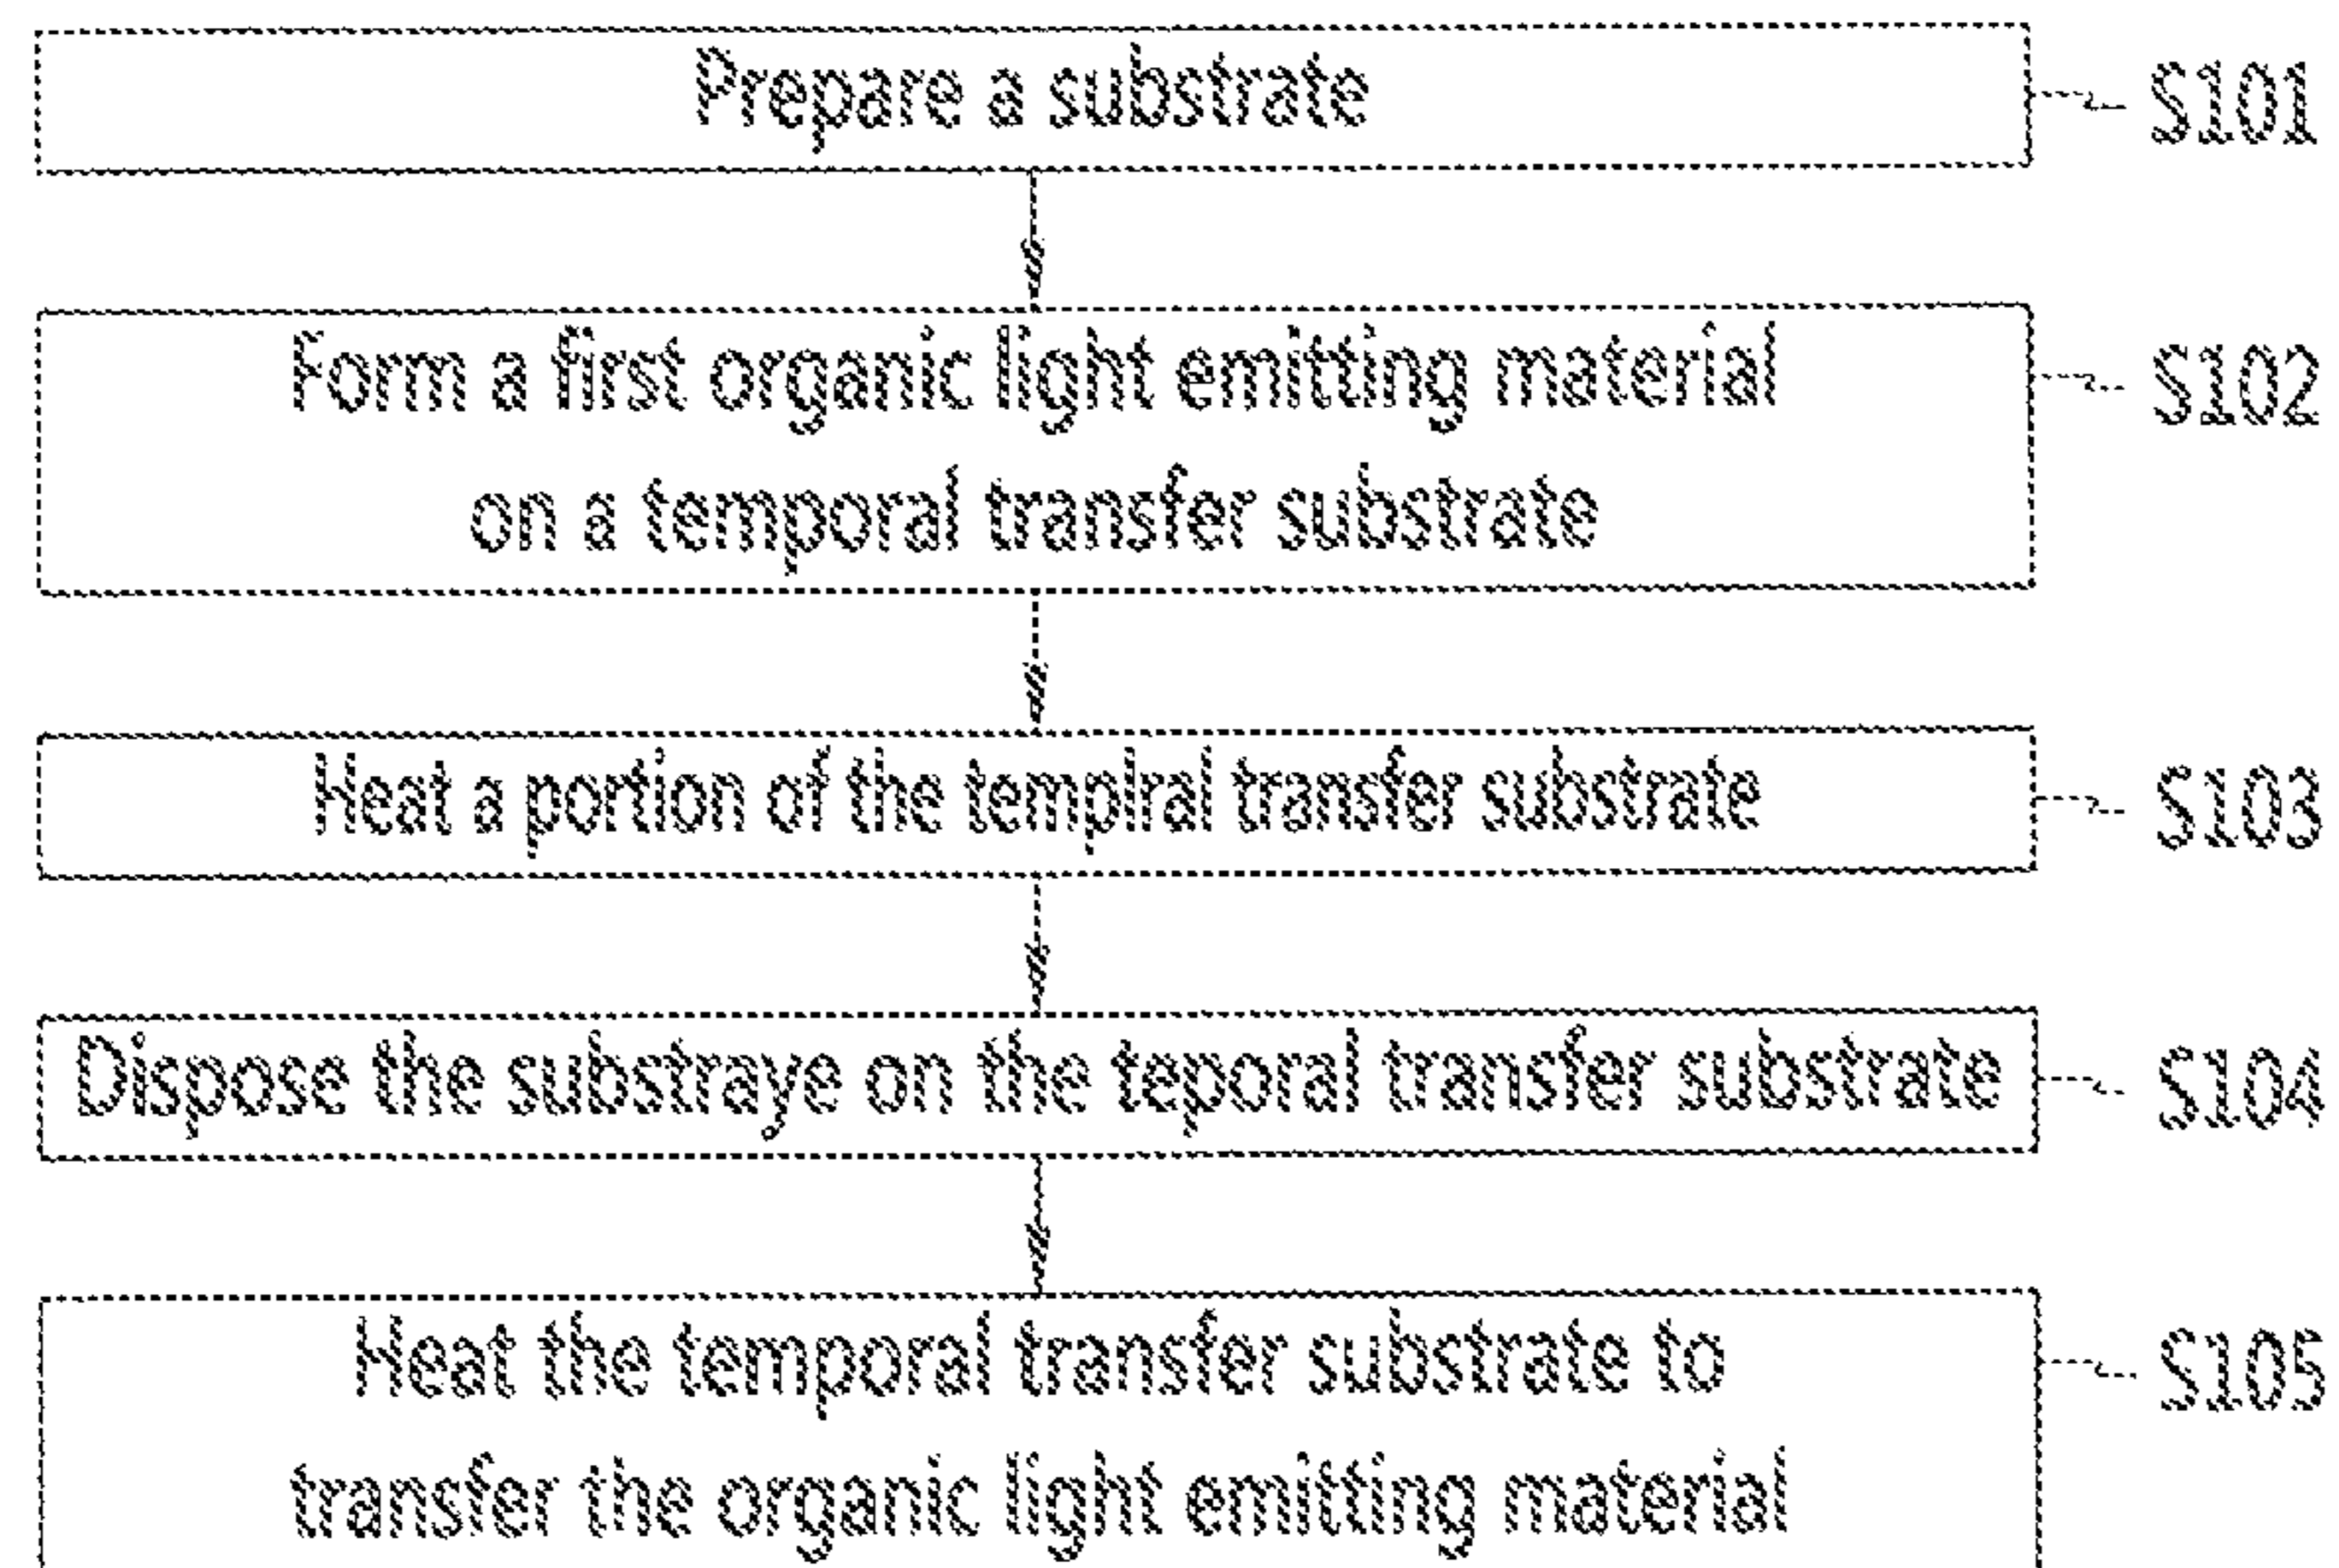 Prepare a substrate
S101
Form a first organic light emitting material
S102
on a temporal transfer substrate
Heat a portion of the tempiral transfer substrate
S103
Dispose the substraye on the teporal transfer substrate
S104
Heat the temporal transfer substrate to
S105
transfer the organic light emitting material